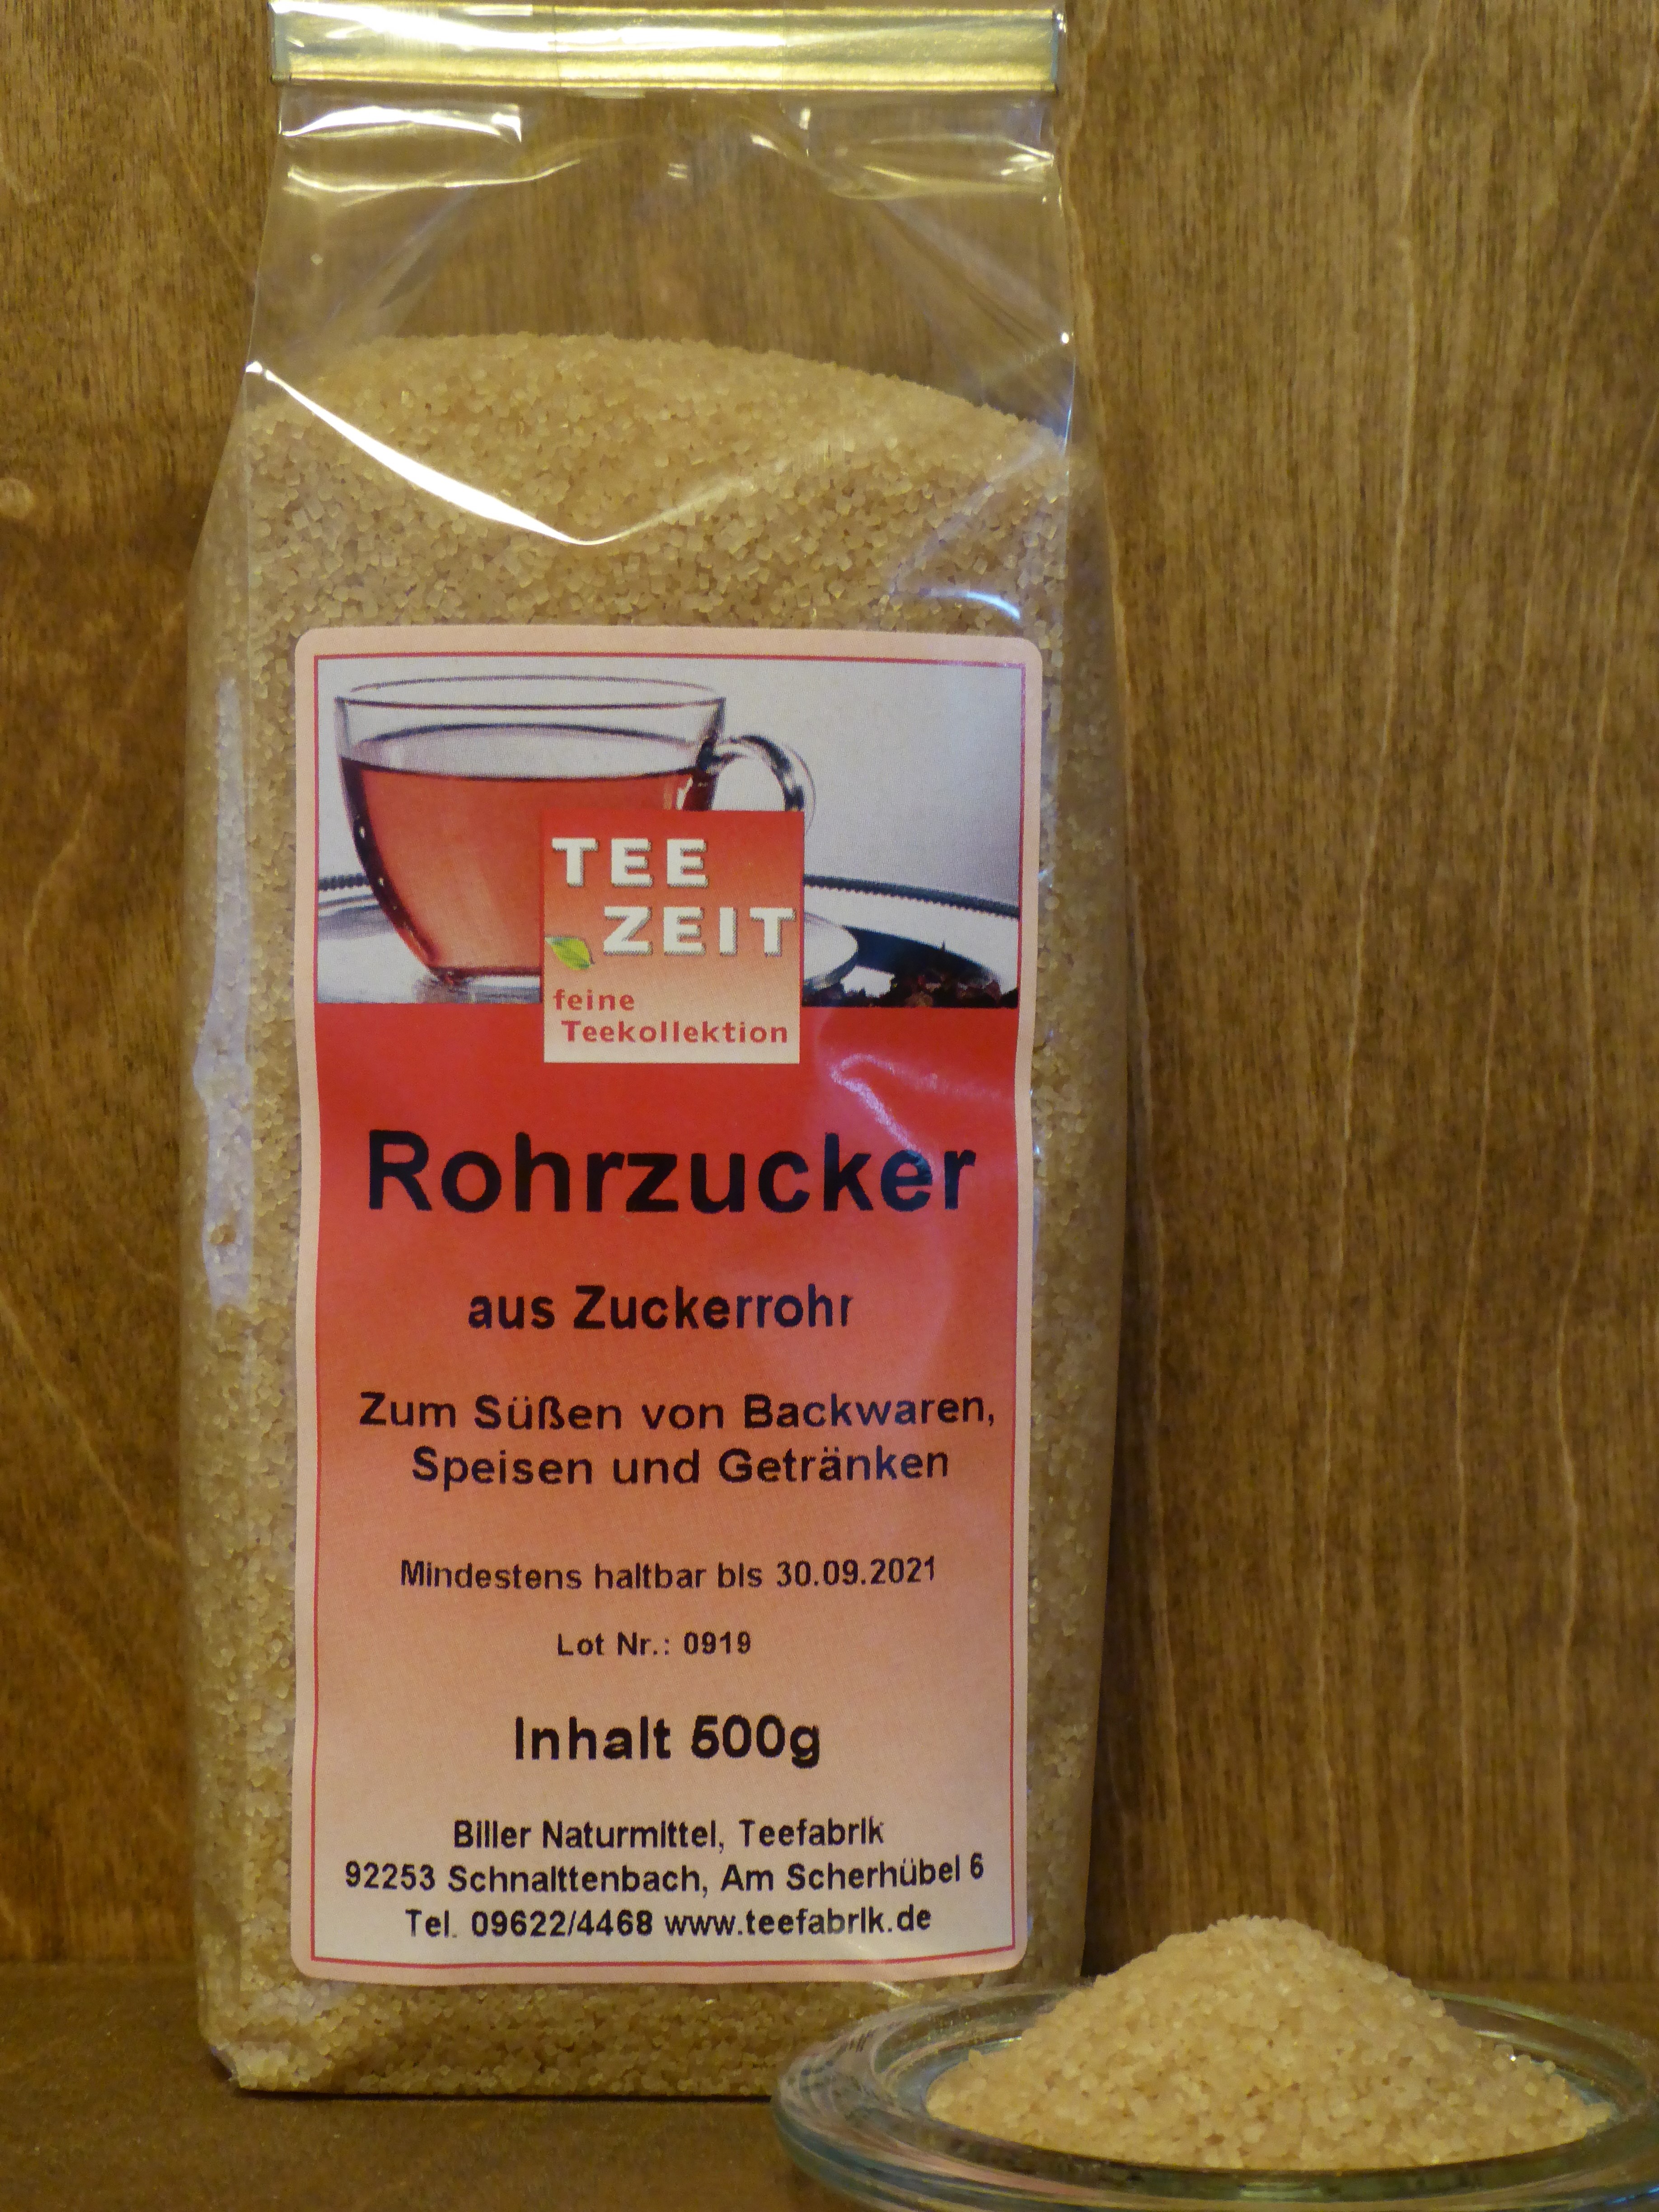 TEE
ZEIT
feine
Teekollektion
Rohrzucker
aus Zuckerrohr
Zum Süßen von Backwaren,
Speisen und Getränken
Mindestens haltbar bis 30.09.2021
Lot Nr.: 0919
Inhalt 500g
Biller Naturmittel, Teefabrik
92253 Schnaittenbach, Am Scherhübel 6
Tel. 09622/4468 www.teefabrik.de